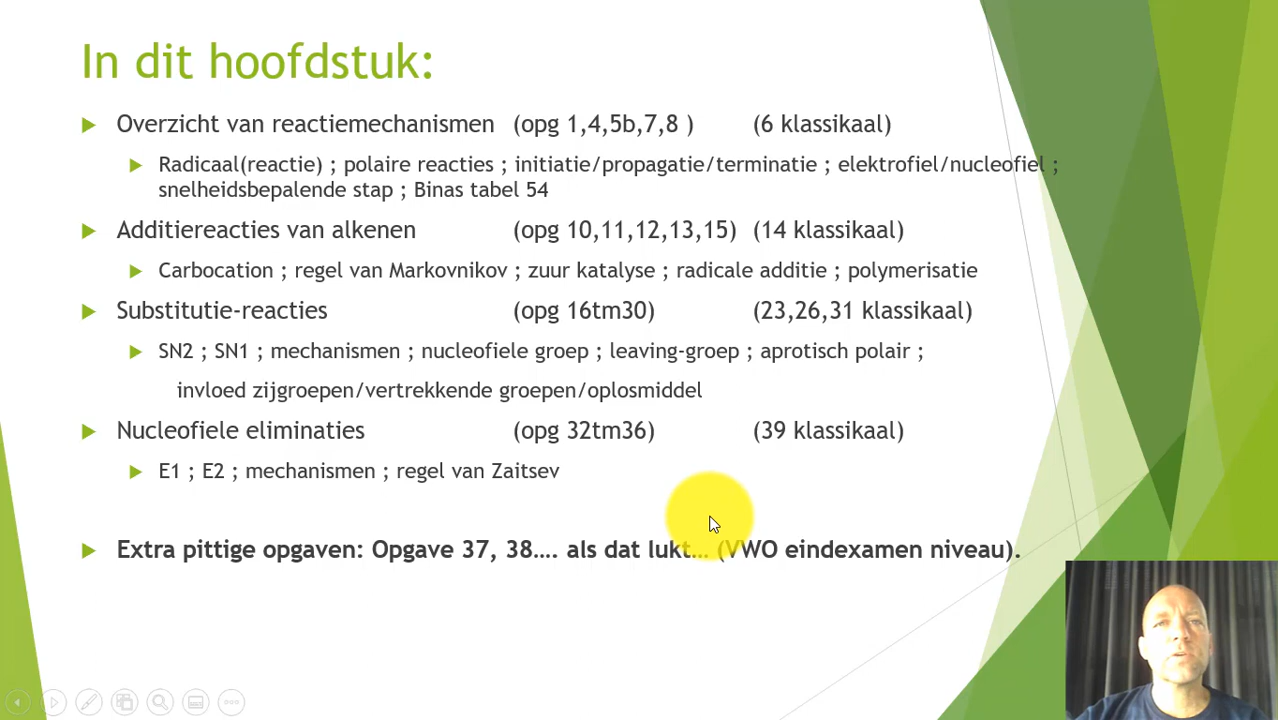 In dit hoofdstuk:
Overzicht van reactiemechanismen (opg 1,4,5b,7,8 ) (6 klassikaal)
Radicaal(reactie) ; polaire reacties ; initiatie/propagatie/terminatie ; elektrofiel/nucleofiel ;
snelheidsbepalende stap ; Binas tabel 54
Additiereacties van alkenen (opg 10,11,12,13,15) (14 klassikaal)
Carbocation ; regel van Markovnikov ; zuur katalyse ; radicale additie ; polymerisatie
Substitutie-reacties (opg 16tm30) (23,26,31 klassikaal)
SN2 ; SN1 ; mechanismen ; nucleofiele groep ; leaving-groep ; aprotisch polair ;
invloed zijgroepen/vertrekkende groepen/oplosmiddel
Nucleofiele eliminaties (opg 32tm36) (39 klassikaal)
E1 ; E2 ; mechanismen ; regel van Zaitsev
Extra pittige opgaven: Opgave 37, 38…. als dat lukt… (VWO eindexamen niveau).